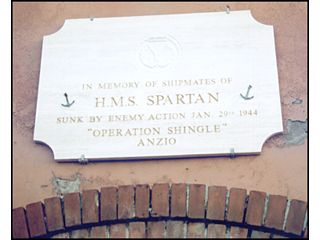 IN MEMORY OF SHIPMATES OF
H.M.S. SPARTAN
SUNK BY ENEMY ACTION JAN. 29TH 1944
"OPERATION SHINGLE"
ANZIO